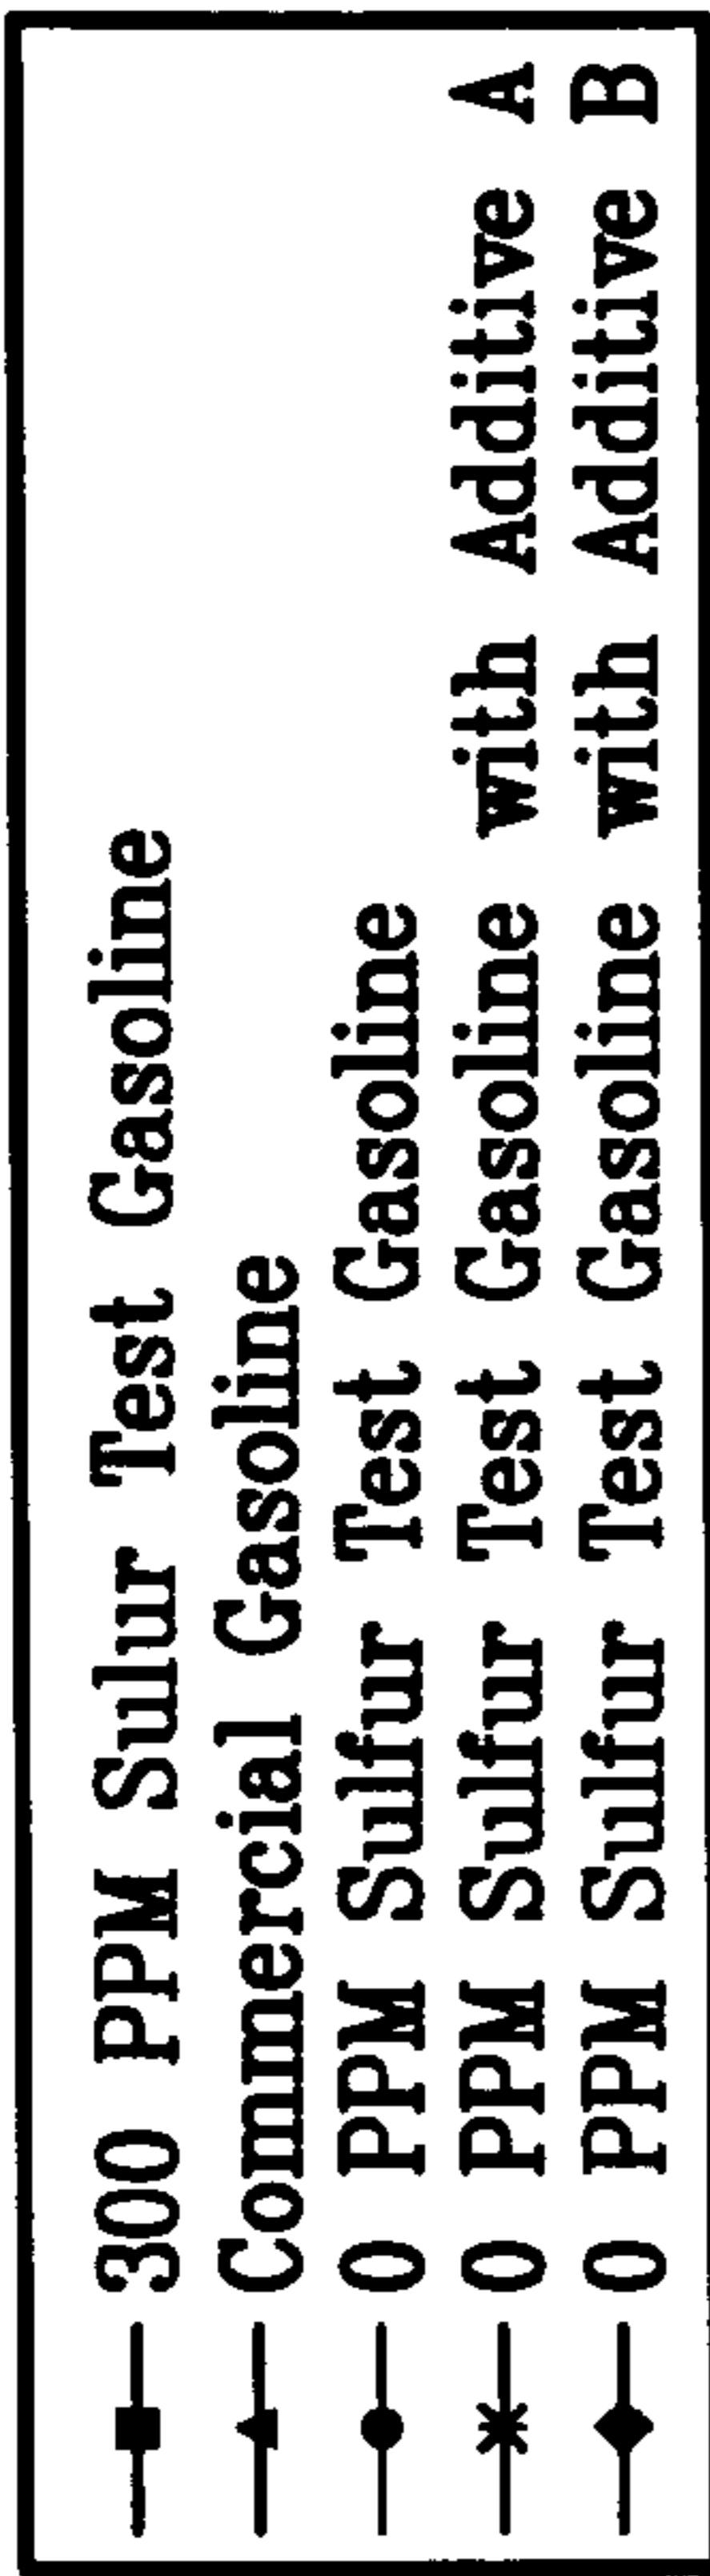 300 PPM Sulur Test Gasoline
Commercial Gasoline
0 PPM Sulfur Test Gasoline
0 PPM Sulfur Test Gasoline with Additive A
0 PPM Sulfur Test Gasoline with Additive B